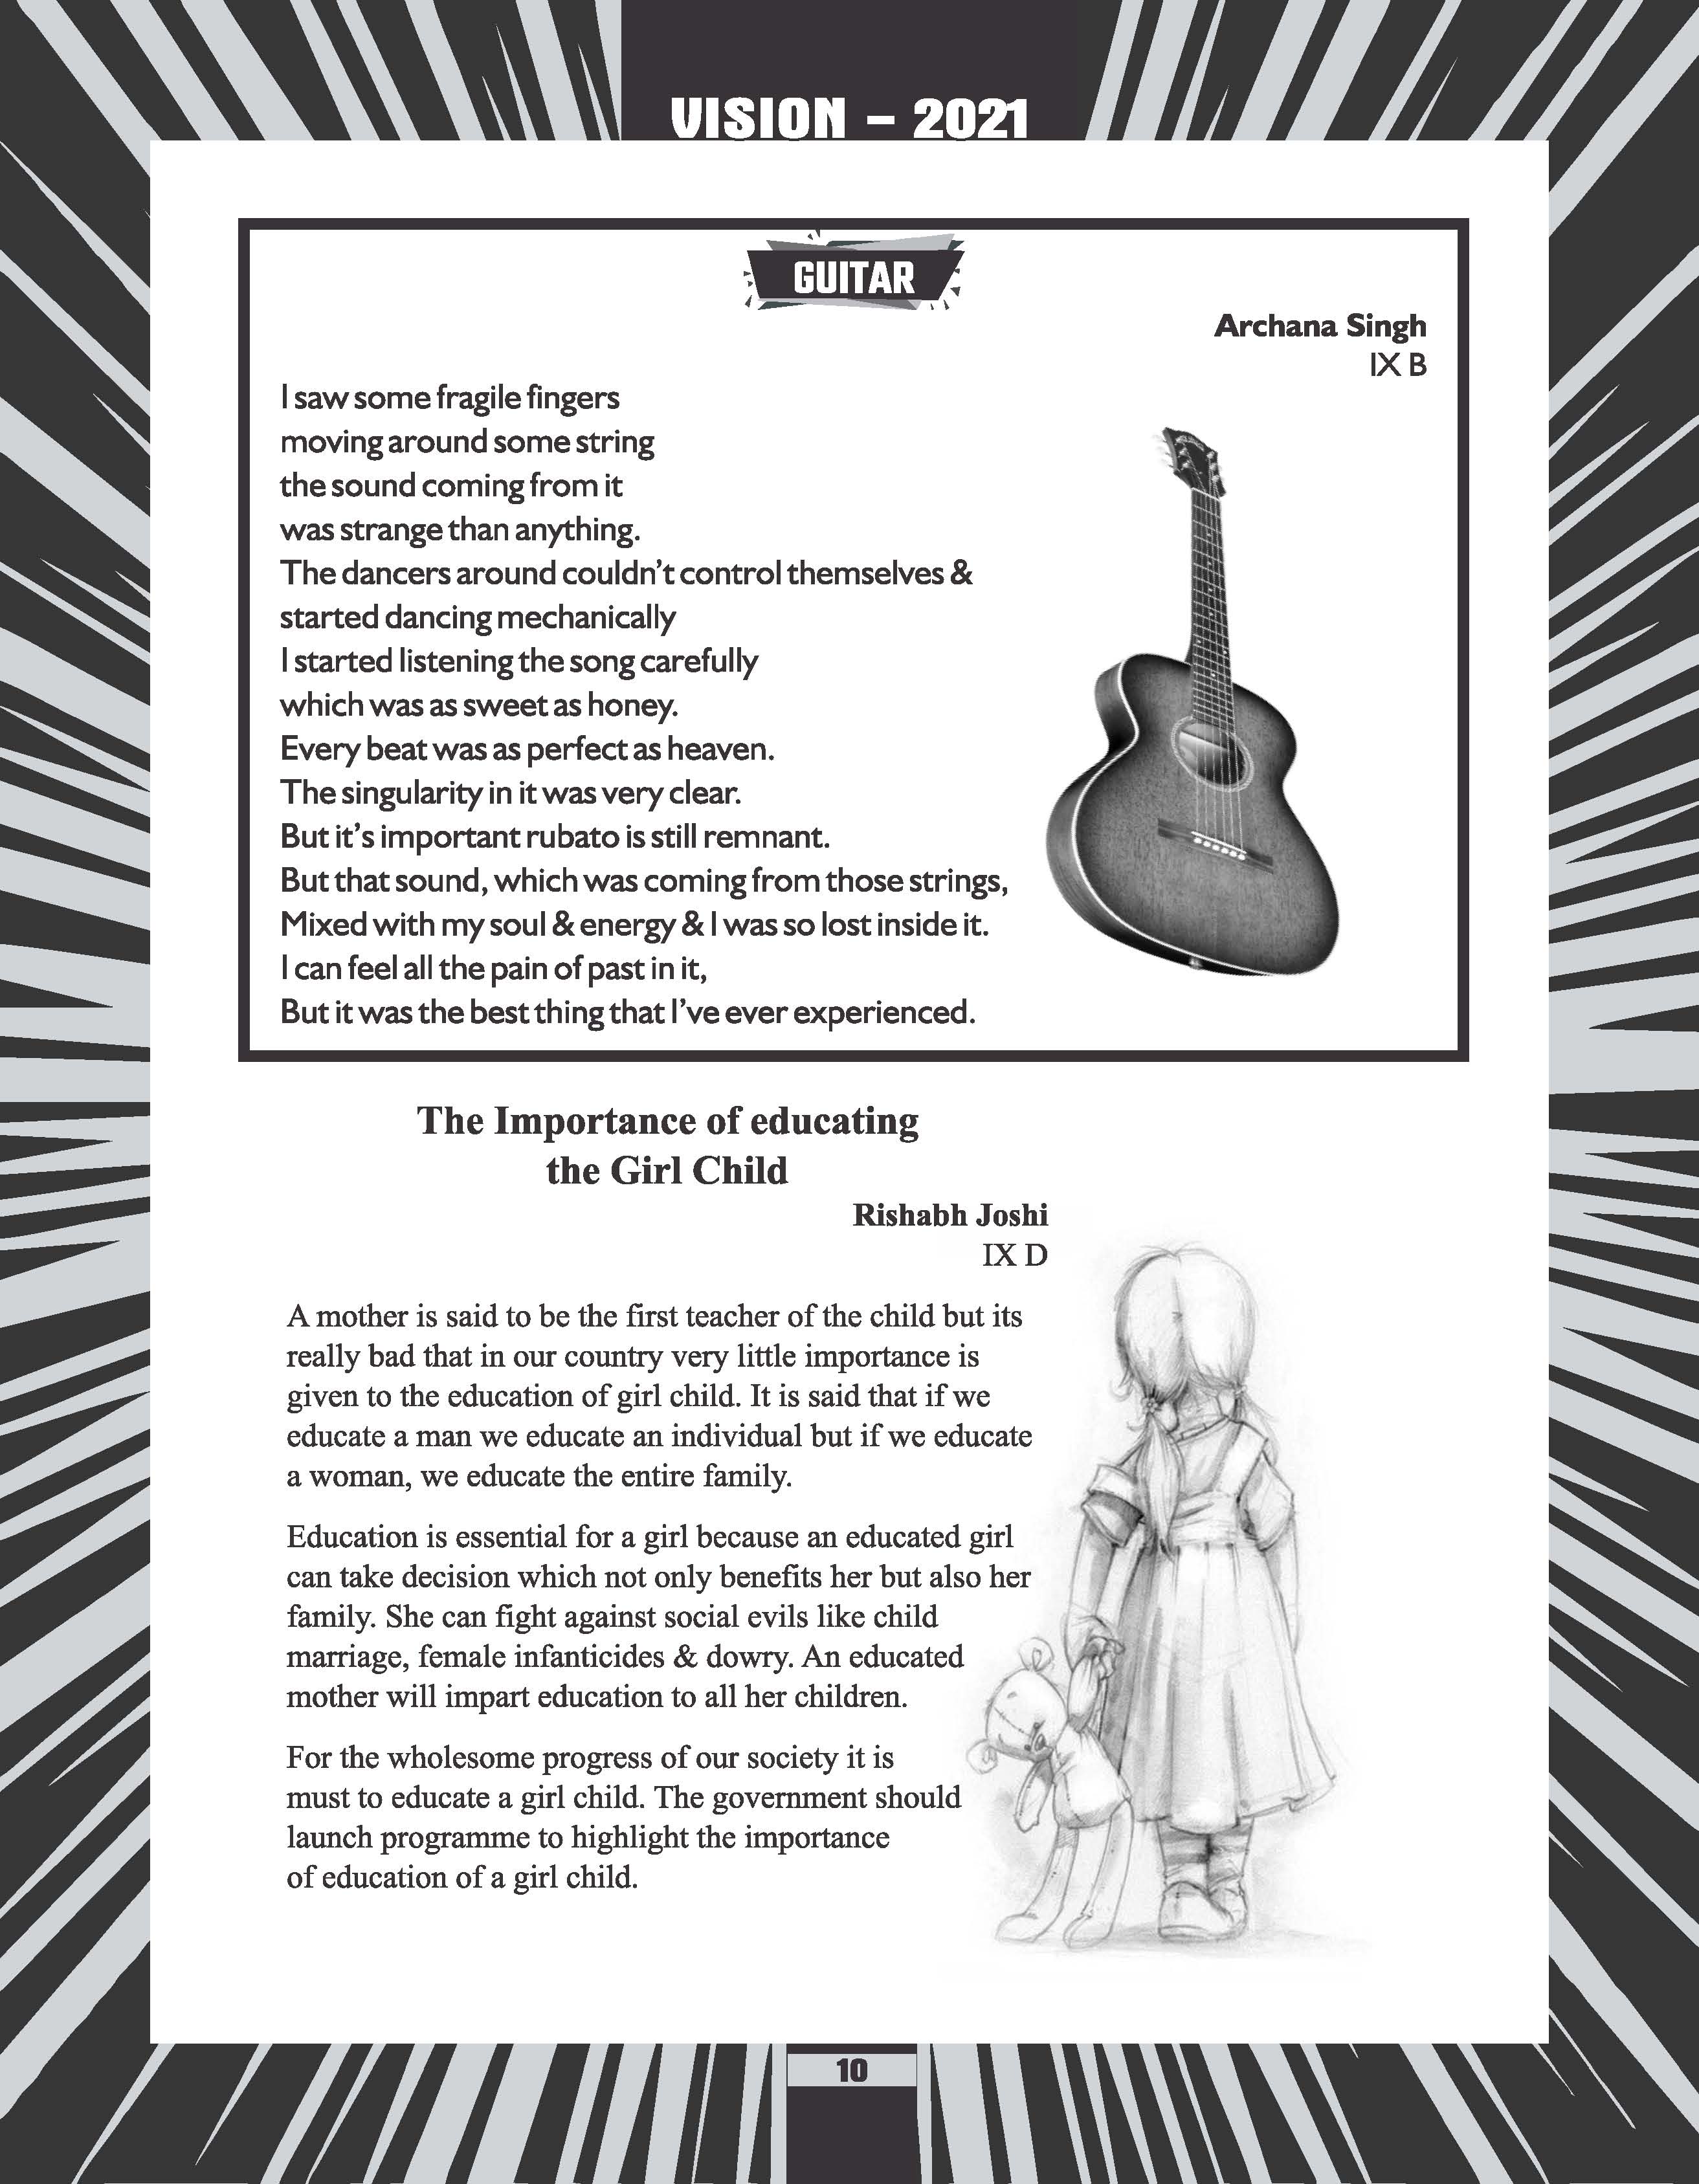 VISION – 2021
GUITAR
Archana Singh
IX B
I saw some fragile fingers
moving around some string
the sound coming from it
was strange than anything.
The dancers around couldn't control themselves &
started dancing mechanically
I started listening the song carefully
which was as sweet as honey.
Every beat was as perfect as heaven.
The singularity in it was very clear.
But it's important rubato is still remnant.
But that sound, which was coming from those strings,
Mixed with my soul & energy & I was so lost inside it.
I can feel all the pain of past in it,
But it was the best thing that I've ever experienced.
The Importance of educating
the Girl Child
Rishabh Joshi
IX D
A mother is said to be the first teacher of the child but its
really bad that in our country very little importance is
given to the education of girl child. It is said that if we
educate a man we educate an individual but if we educate
a woman, we educate the entire family.
Education is essential for a girl because an educated girl
can take decision which not only benefits her but also her
family. She can fight against social evils like child
marriage, female infanticides & dowry. An educated
mother will impart education to all her children.
For the wholesome progress of our society it is
must to educate a girl child. The government should
launch programme to highlight the importance
of education of a girl child.
10